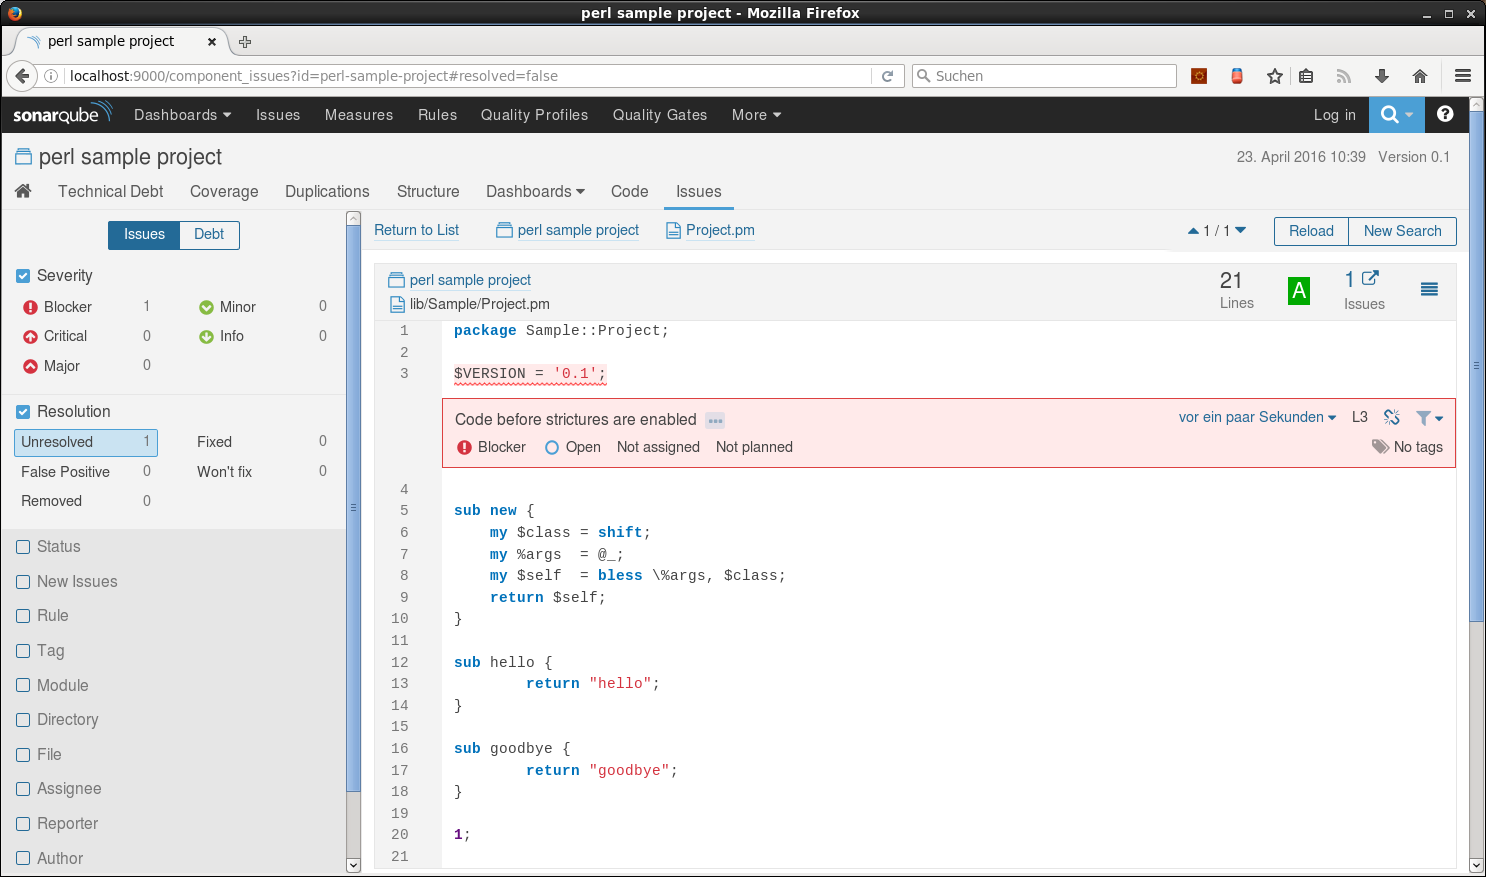 perl sample project - Mozilla Firefox
perl sample project
localhost:9000/component_issues?id=perl-sample-project#resolved=false
Suchen
sonarqube Dashboards Issues Measures Rules Quality Profiles Quality Gates More Log in
perl sample project
23. April 2016 10:39 Version 0.1
Technical Debt Coverage Duplications Structure Dashboards Code Issues
Issues Debt
Return to List perl sample project Project.pm 1 / 1 Reload New Search
Severity
Blocker 1 Minor 0
Critical 0 Info 0
Major 0
Resolution
Unresolved 1 Fixed 0
False Positive 0 Won't fix 0
Removed 0
Status
New Issues
Rule
Tag
Module
Directory
File
Assignee
Reporter
Author
perl sample project
lib/Sample/Project.pm
21 Lines
A
1 Issues
1 package Sample::Project;
2
3 $VERSION = '0.1';
Code before strictures are enabled vor ein paar Sekunden L3
Blocker Open Not assigned Not planned No tags
4
5 sub new {
6     my $class = shift;
7     my %args  = @_;
8     my $self  = bless \%args, $class;
9     return $self;
10 }
11
12 sub hello {
13         return "hello";
14 }
15
16 sub goodbye {
17         return "goodbye";
18 }
19
20 1;
21